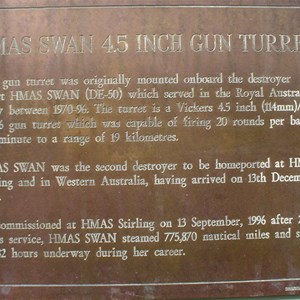 MAS SWAN 4.5 INCH GUN TURRE
gun turret was originally mounted onboard the destroyer
HMAS SWAN (DE-50) which served in the Royal Austra
between 1970-96. The turret is a Vickers 4.5 inch (114mm)/
gun turret which was capable of firing 20 rounds per ba
minute to a range of 19 kilometres.
AS SWAN was the second destroyer to be homeported at H
ing and in Western Australia, having arrived on 13th Decem
commissioned at HMAS Stirling on 13 September, 1996 after 2
s service, HMAS SWAN steamed 775,870 nautical miles and s
32 hours underway during her career.